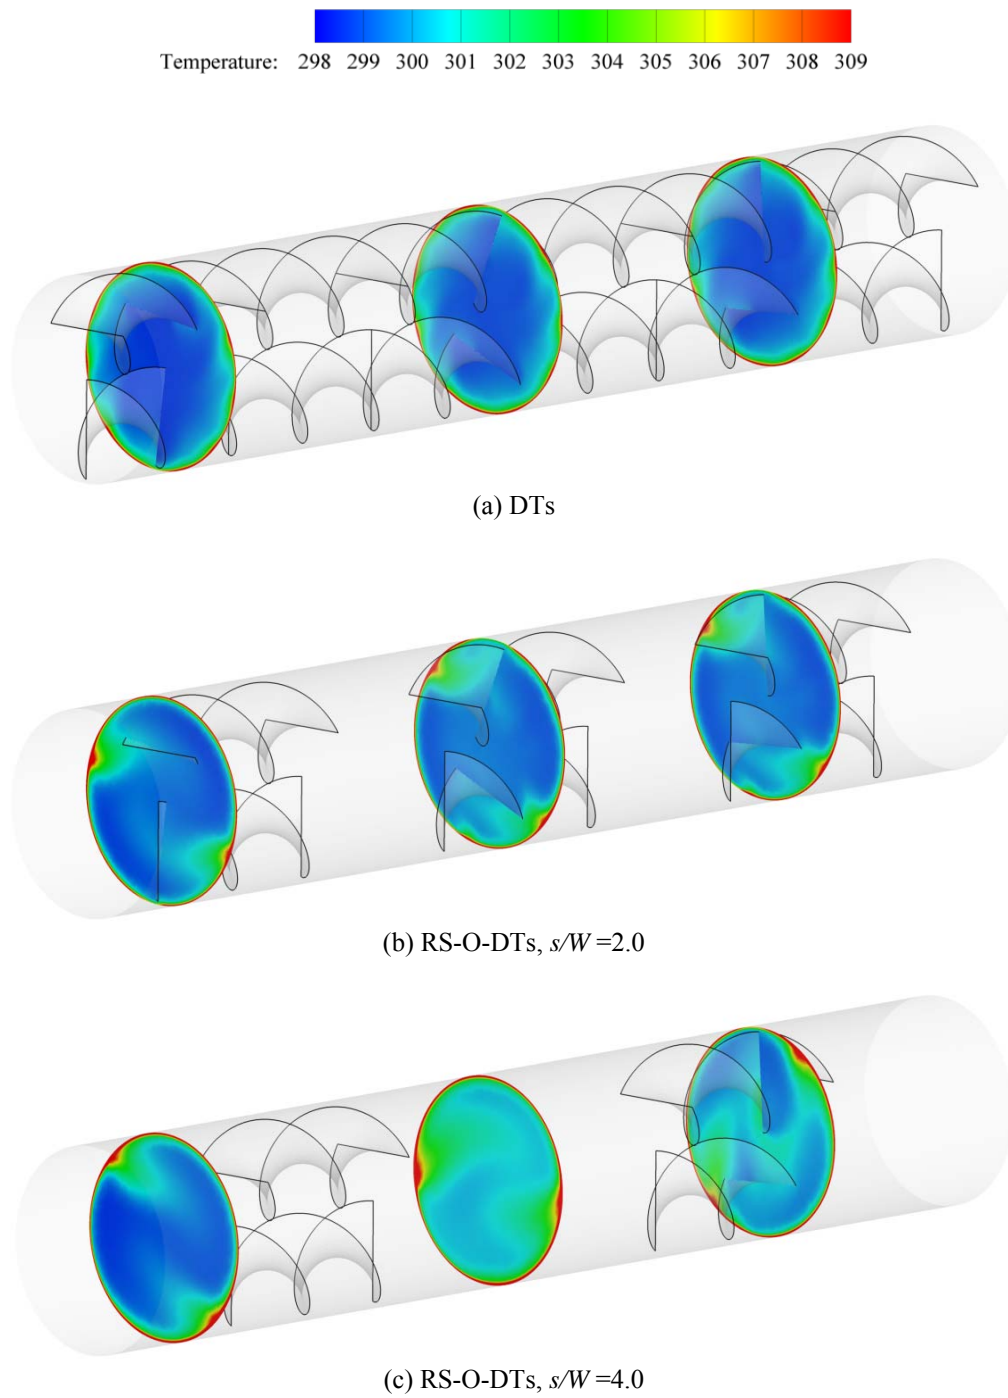 Temperature: 298 299 300 301 302 303 304 305 306 307 308 309
(a) DTs
(b) RS-O-DTs, s/W =2.0
(c) RS-O-DTs, s/W=4.0